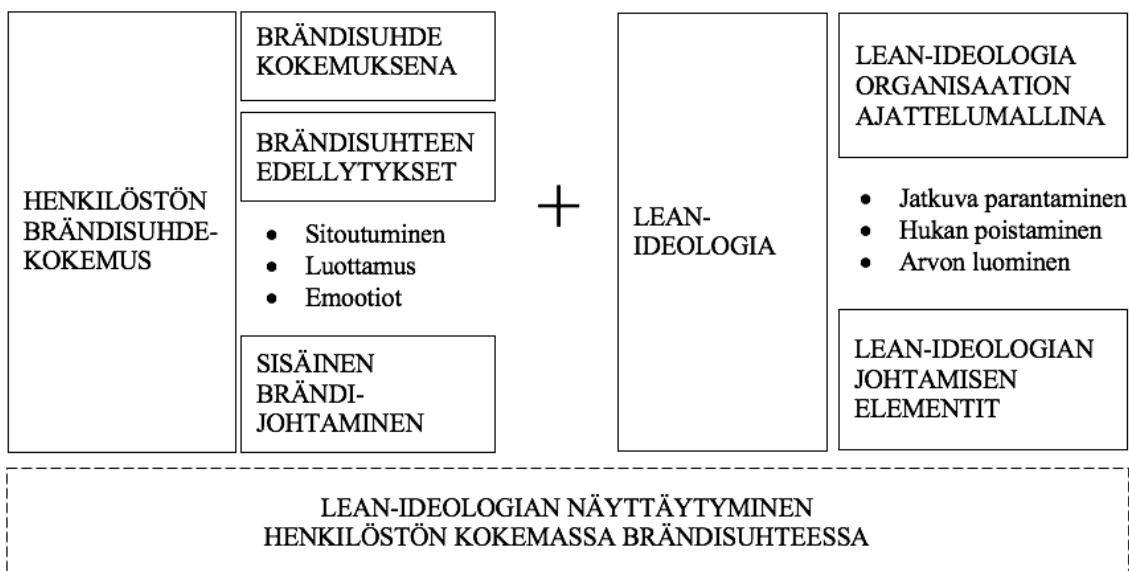 HENKILÖSTÖN
BRÄNDISUHDE-
KOKEMUS
BRÄNDISUHDE
KOKEMUKSENA
BRÄNDISUHTEEN
EDELLYTYKSET
• Sitoutuminen
• Luottamus
• Emootiot
SISÄINEN
BRÄNDI-
JOHTAMINEN
+
LEAN-
IDEOLOGIA
LEAN-IDEOLOGIA
ORGANISAATION
AJATTELUMALLINA
• Jatkuva parantaminen
• Hukan poistaminen
• Arvon luominen
LEAN-IDEOLOGIAN
JOHTAMISEN
ELEMENTIT
LEAN-IDEOLOGIAN NÄYTTÄYTYMINEN
HENKILÖSTÖN KOKEMASSA BRÄNDISUHTEESSA